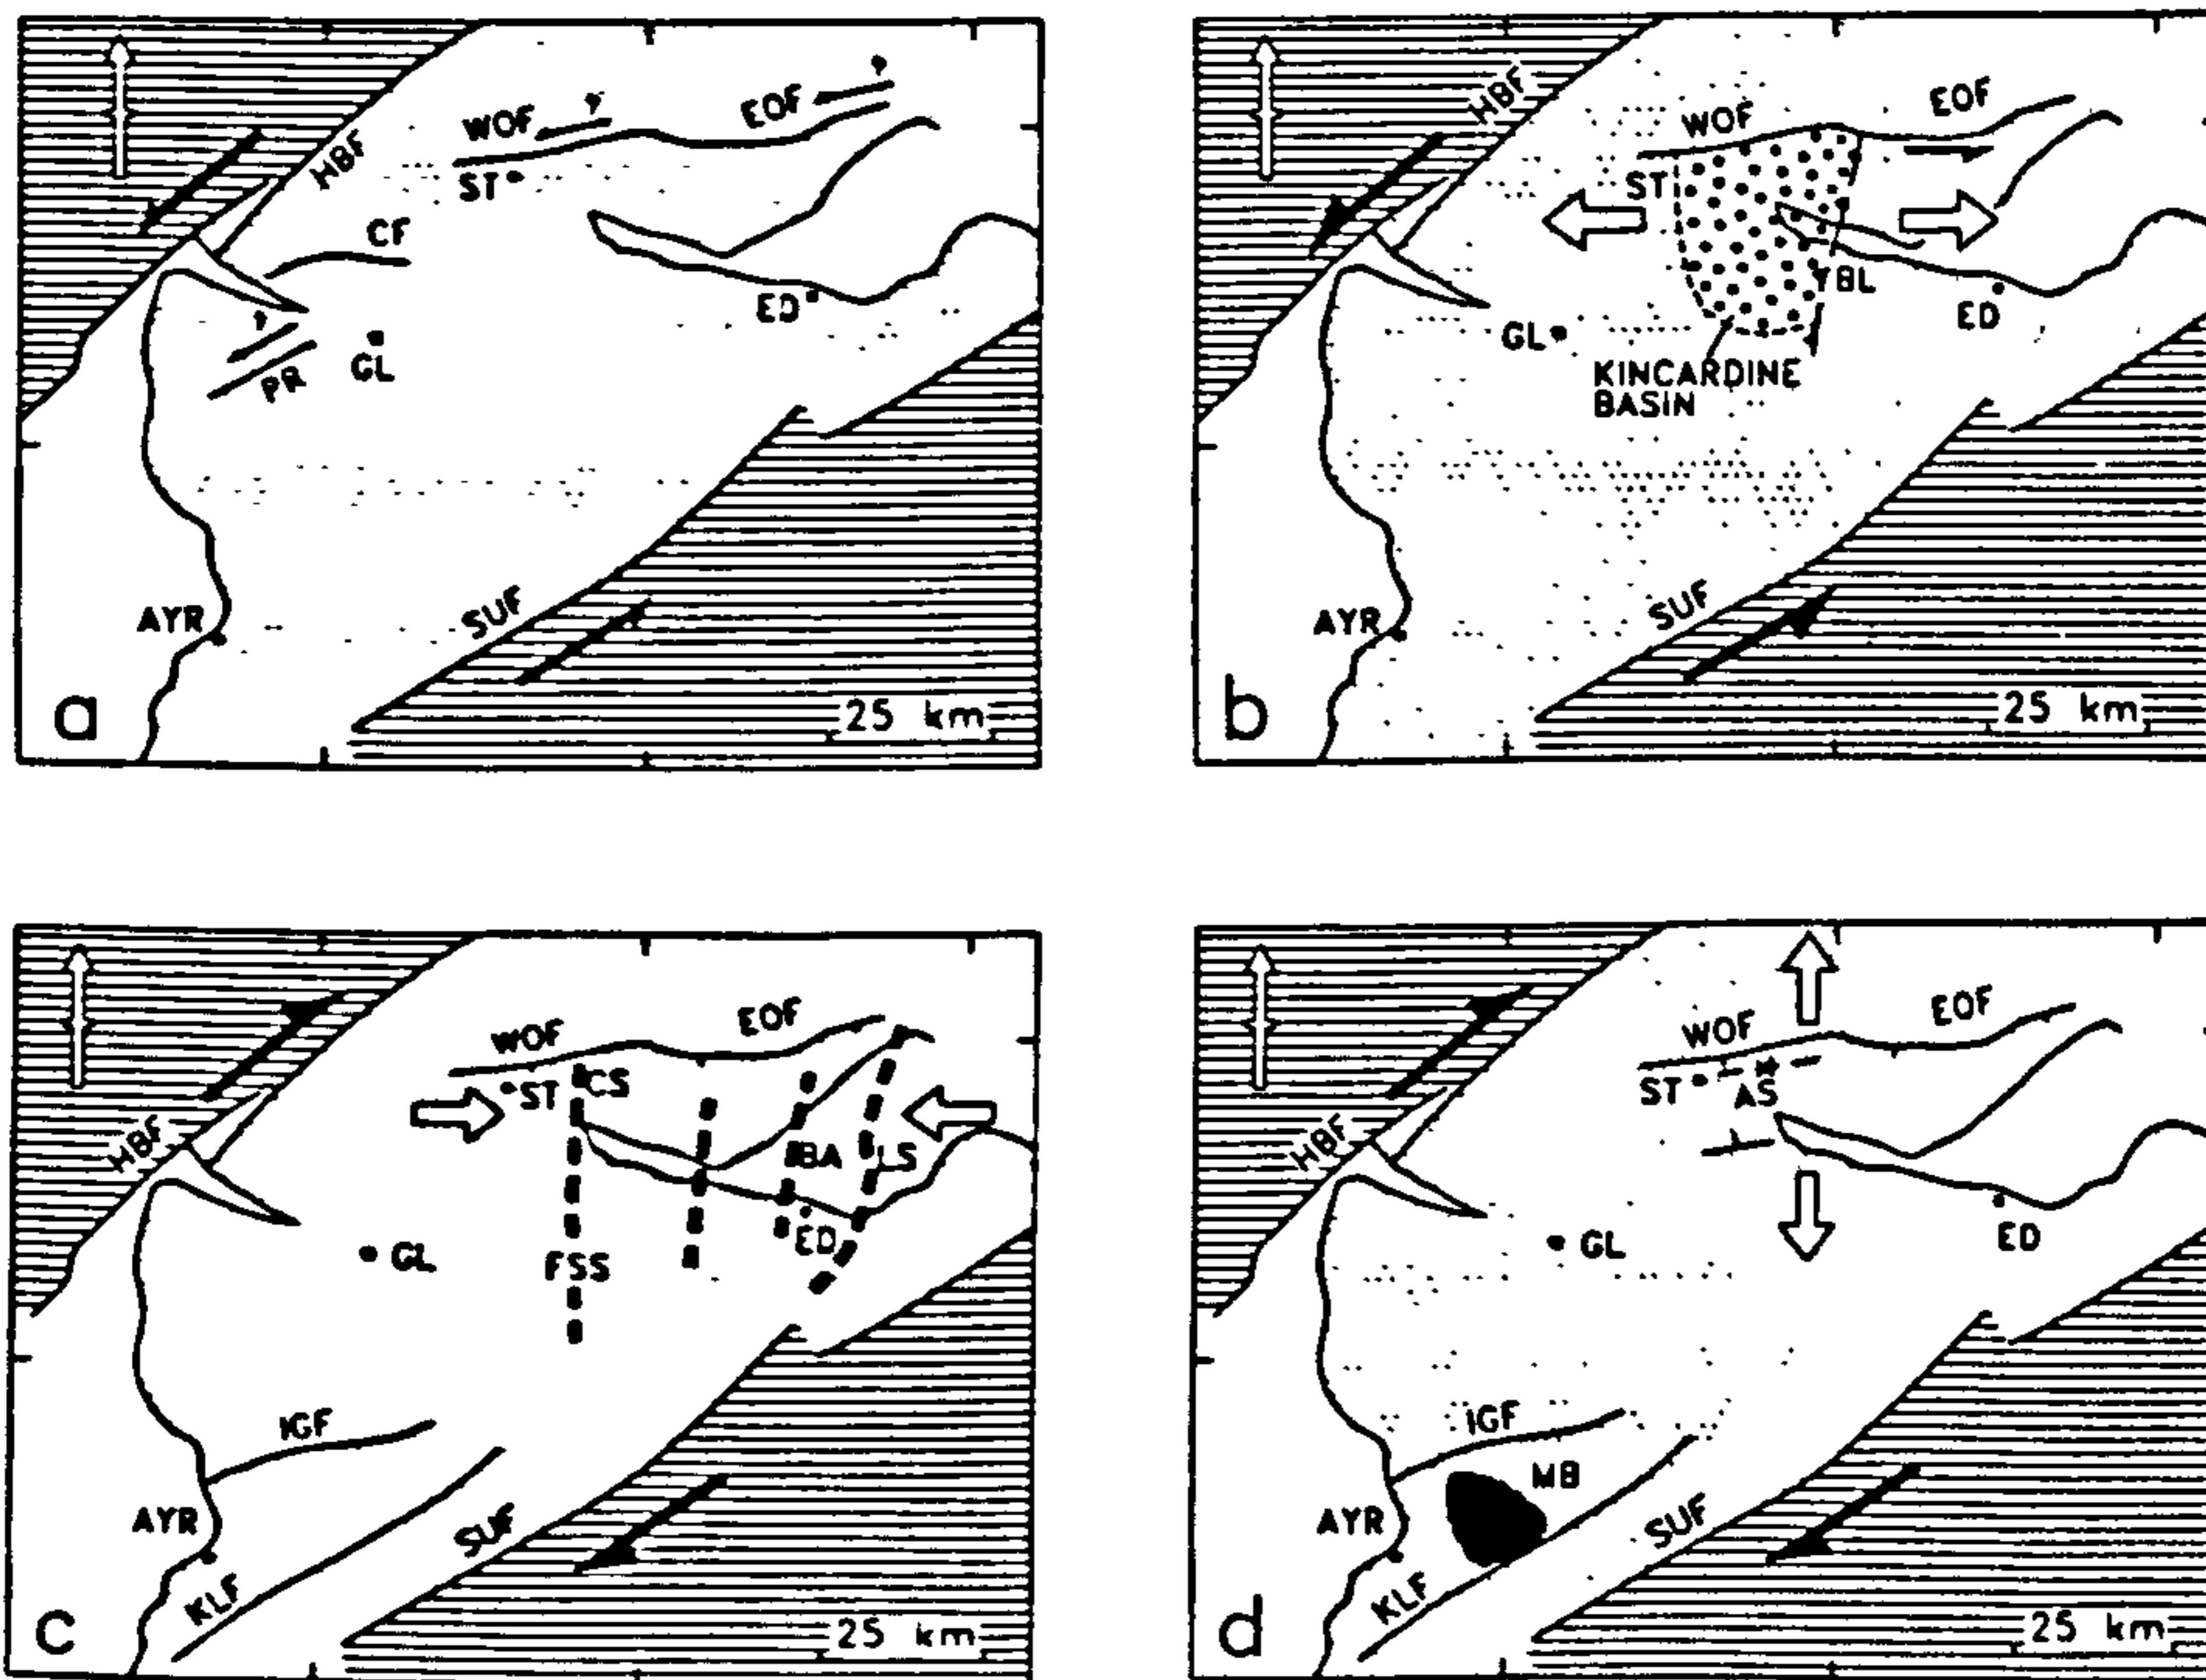 HBF
WOF
?
EOF
?
ST
CF
?
PR
GL
ED
AYR
SUF
a
25 km
HBF
WOF
EOF
ST
GL
ED
KINCARDINE
BASIN
AYR
SUF
b
25 km
HBF
WOF
EOF
ST
CS
BA
LS
GL
FSS
ED
IGF
AYR
KLF
SUF
c
25 km
HBF
WOF
EOF
ST
AS
GL
ED
IGF
MB
AYR
KLF
SUF
d
25 km